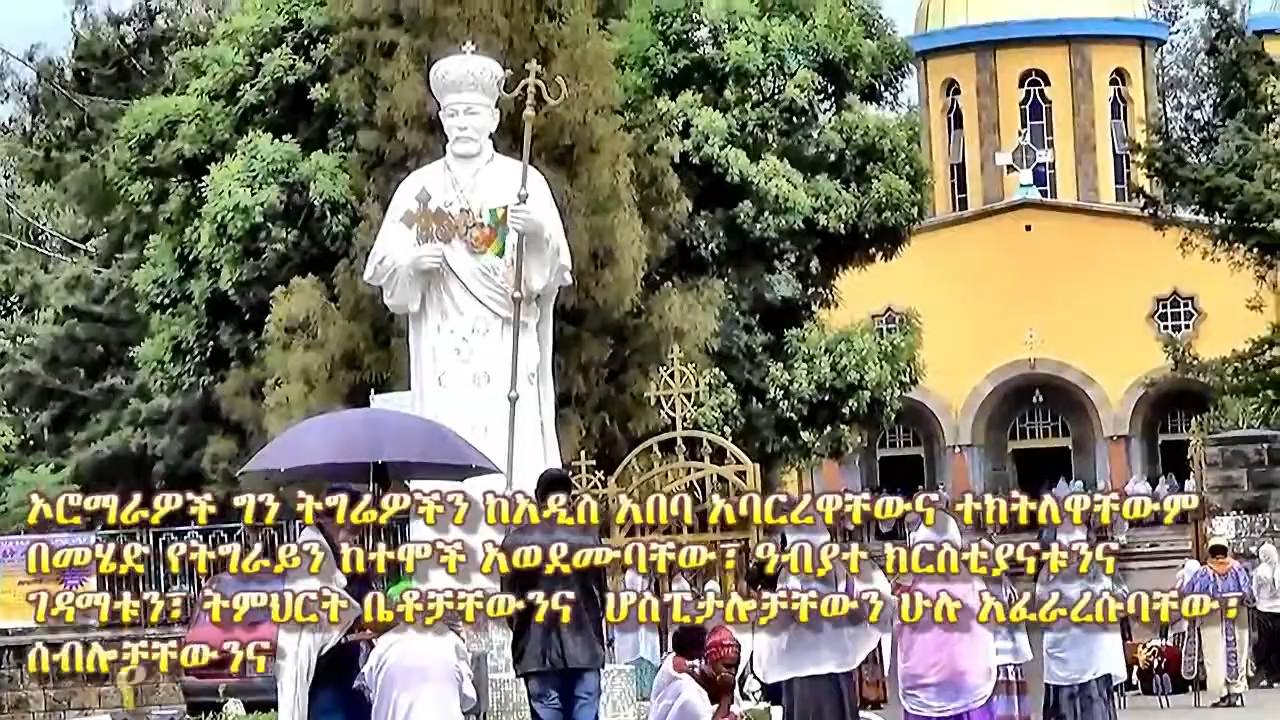 ኦሮማራዎች ግን ትግሬዎችን ከአዲስ አበባ አባርረዋቸውና ተከትለዋቸውም
በመሄድ የትግራይን ከተሞች አወደሙባቸው፣ ዓብያተ ክርስቲያናቱንና
ገዳማቱን፣ ትምህርት ቤቶቻቸውንና ሆስፒታሎቻቸውን ሁሉ አፈራረሱባቸው፣
ሰብሎቻቸውንና